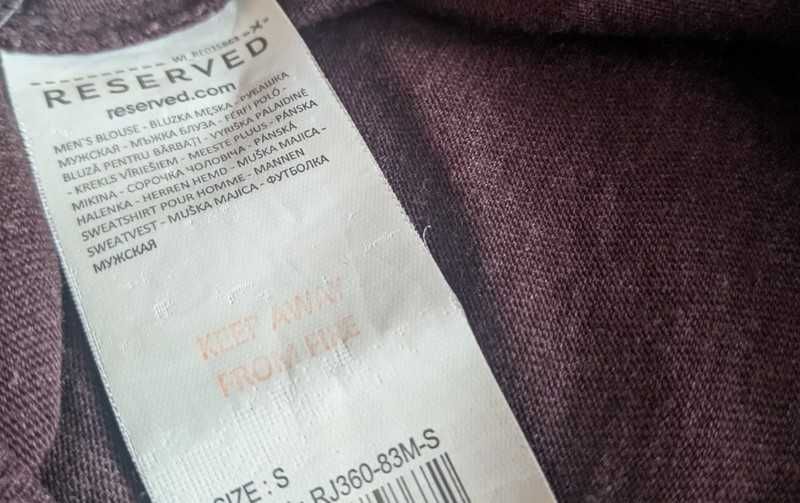 RESERVED
reserved.com
MEN'S BLOUSE - BLUZKA MĘSKA - РУБАШКА
МУЖСКАЯ - МЪЖКА БЛУЗА - FÉRFI PÓLÓ -
BLUZĂ PENTRU BĂRBAŢI - VYRIŠKA PALAIDINĖ
- KREKLS VĪRIEŠIEM - MEESTE PLUUS - PÁNSKA
MIKINA - СОРОЧКА ЧОЛОВІЧА - PÁNSKÁ
HALENKA - HERREN HEMD - MUŠKA MAJICA -
SWEATSHIRT POUR HOMME - MANNEN
SWEATVEST - MUŠKA MAJICA - ФУТБОЛКА
МУЖСКАЯ
KEEP AWAY
FROM FIRE
SIZE : S
RJ360-83M-S